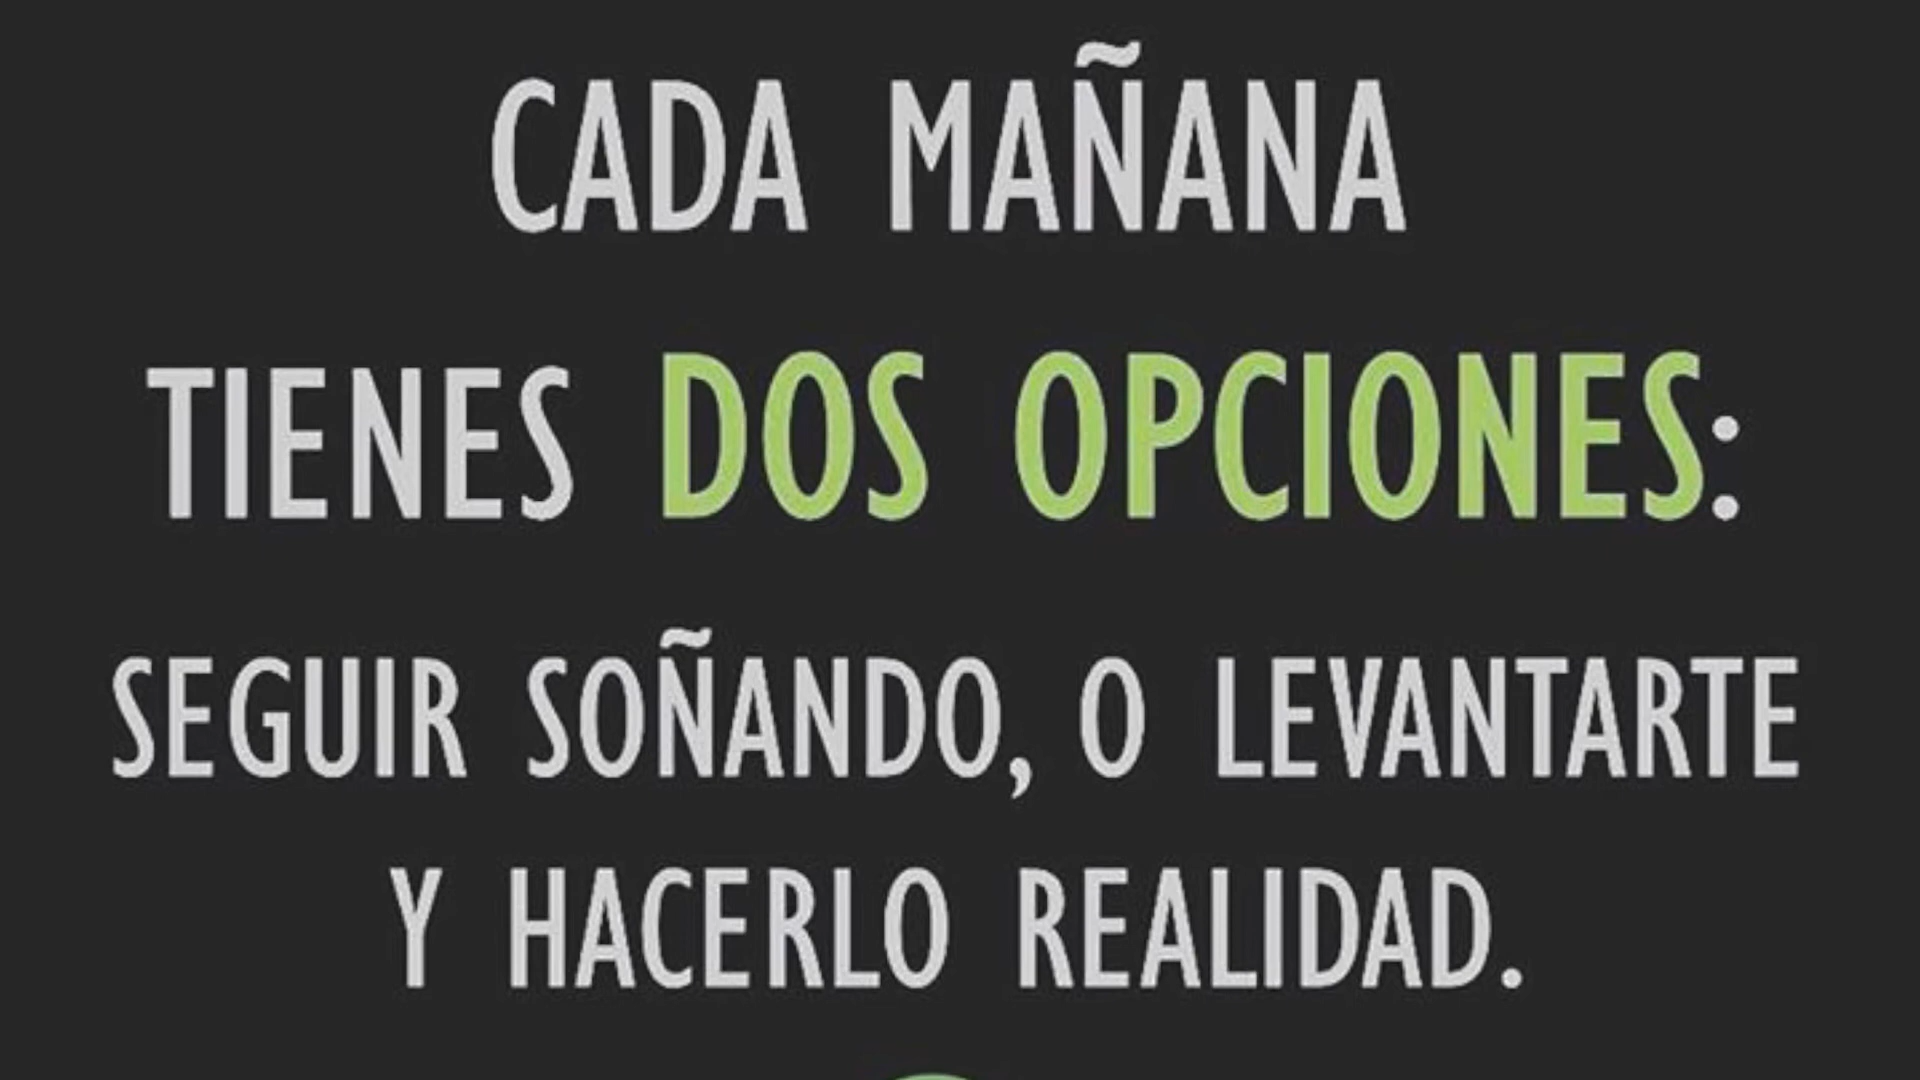 CADA MAÑANA
TIENES DOS OPCIONES:
SEGUIR SOÑANDO, O LEVANTARTE
Y HACERLO REALIDAD.